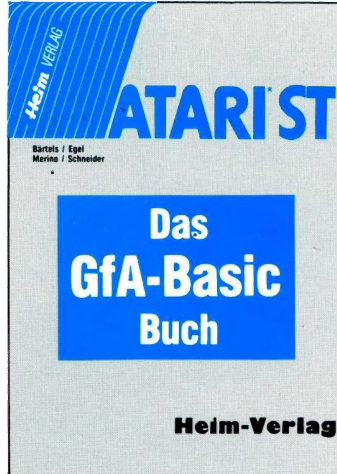 Heim VERLAG
ATARI ST
Bärtels / Egel
Merino / Schneider
Das
GfA-Basic
Buch
Heim-Verlag